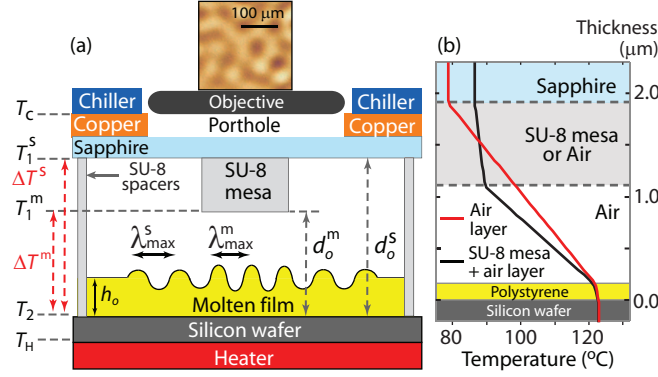 (a)
100 μm
Chiller
Objective
Chiller
T_c
Copper
Porthole
Copper
T_1^s
Sapphire
ΔT^s
SU-8
spacers
SU-8
mesa
T_1^m
λ_max^s
λ_max^m
d_o^m
d_o^s
ΔT^m
h_o
Molten film
T_2
Silicon wafer
T_H
Heater
(b)
Thickness
(μm)
Sapphire
2.0
SU-8 mesa
or Air
1.0
Air
Air
layer
SU-8 mesa
+ air layer
Polystyrene
Silicon wafer
0.0
80
100
120
Temperature (ºC)